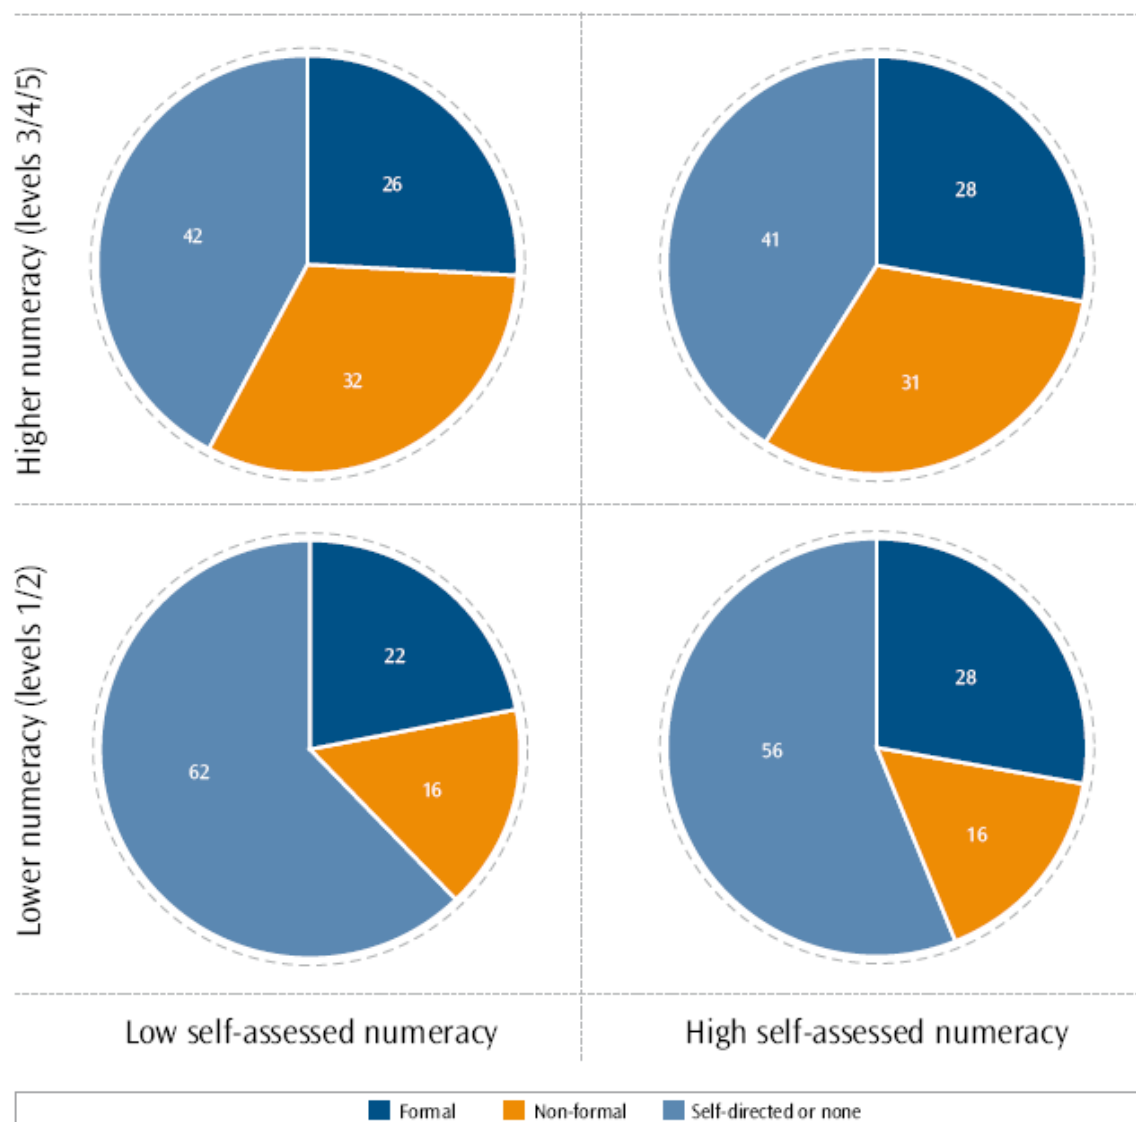 Higher numeracy (levels 3/4/5)
26
42
32
28
41
31
Lower numeracy (levels 1/2)
22
62
16
28
56
16
Low self-assessed numeracy
High self-assessed numeracy
Formal
Non-formal
Self-directed or none